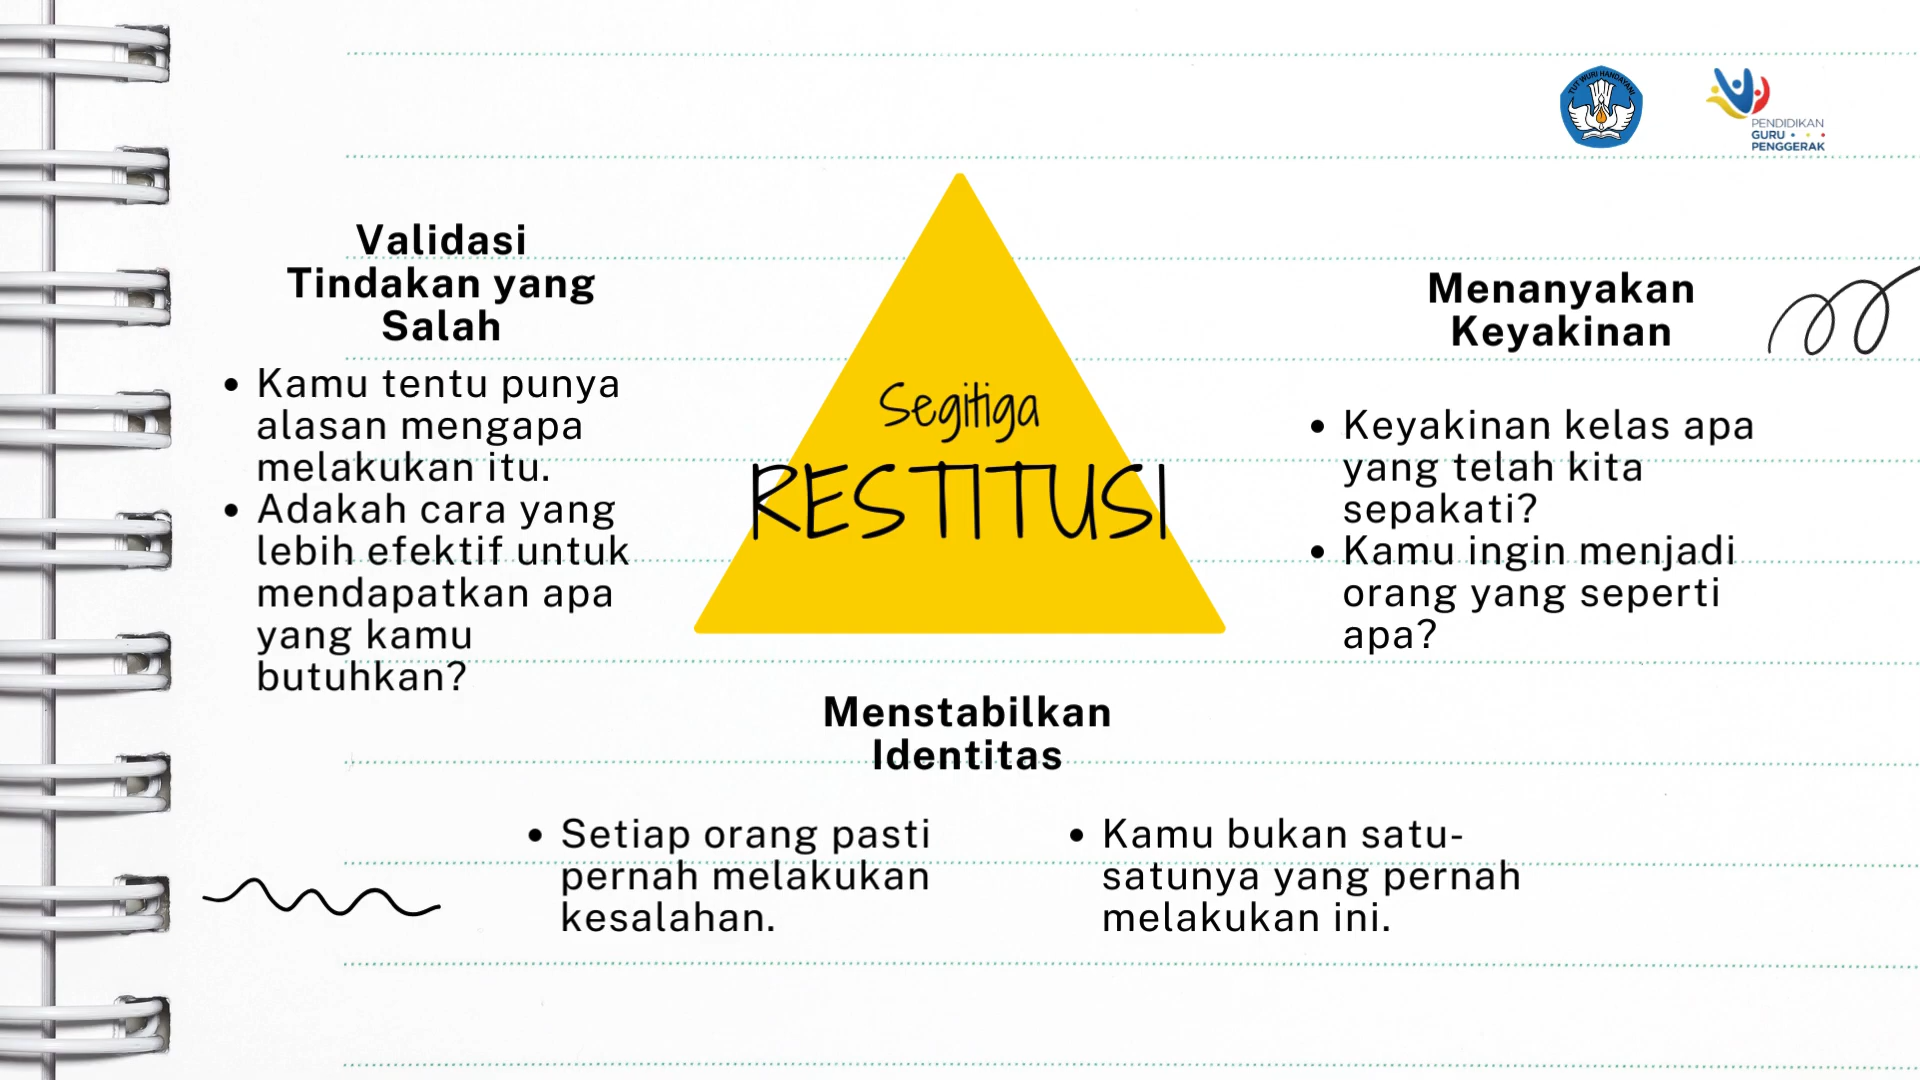 TUT WURI HANDAYANI
PENDIDIKAN
GURU
PENGGERAK
Validasi
Tindakan yang
Salah
• Kamu tentu punya
alasan mengapa
melakukan itu.
• Adakah cara yang
lebih efektif untuk
mendapatkan apa
yang kamu
butuhkan?
Segitiga
RESTITUSI
Menanyakan
Keyakinan
• Keyakinan kelas apa
yang telah kita
sepakati?
• Kamu ingin menjadi
orang yang seperti
apa?
Menstabilkan
Identitas
• Setiap orang pasti
pernah melakukan
kesalahan.
• Kamu bukan satu-
satunya yang pernah
melakukan ini.